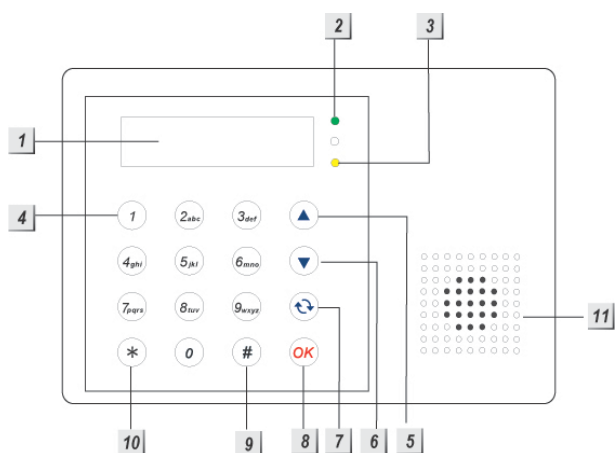 2 3
1
4 1 2abc 3def
4ghi 5jkl 6mno
7pqrs 8tuv 9wxyz
11
* 0 # OK
10 9 8 7 6 5